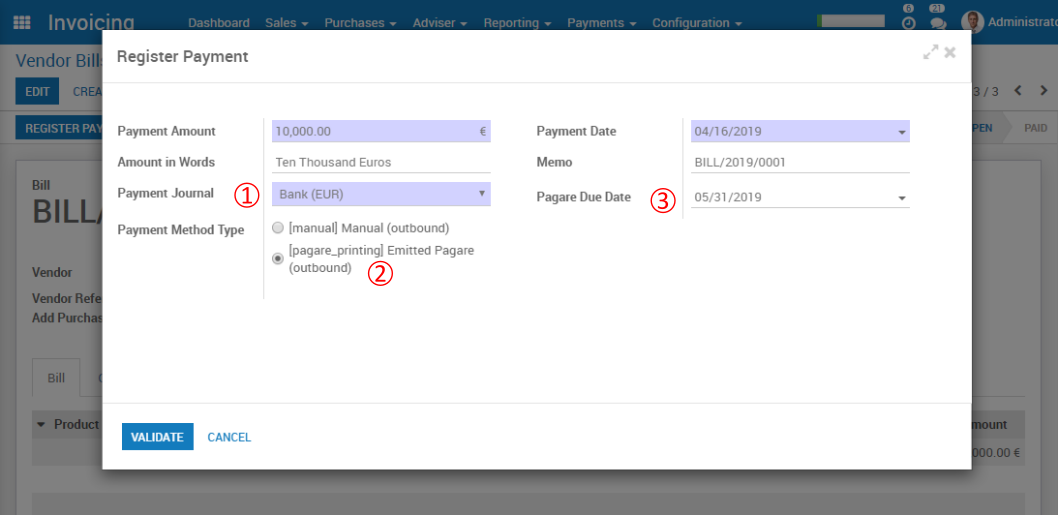 Invoicing Dashboard Sales Purchases Adviser Reporting Payments Configuration 6 21 Administrato
Vendor Bills
EDIT CREA 3 / 3
REGISTER PAY PEN PAID
Register Payment
Payment Amount 10,000.00 € Payment Date 04/16/2019
Amount in Words Ten Thousand Euros Memo BILL/2019/0001
Payment Journal ① Bank (EUR) Pagare Due Date ③ 05/31/2019
Payment Method Type [manual] Manual (outbound)
[pagare_printing] Emitted Pagare
(outbound) ②
Bill
BILL/
Vendor
Vendor Refe
Add Purchas
Bill
Product mount
000.00 €
VALIDATE CANCEL